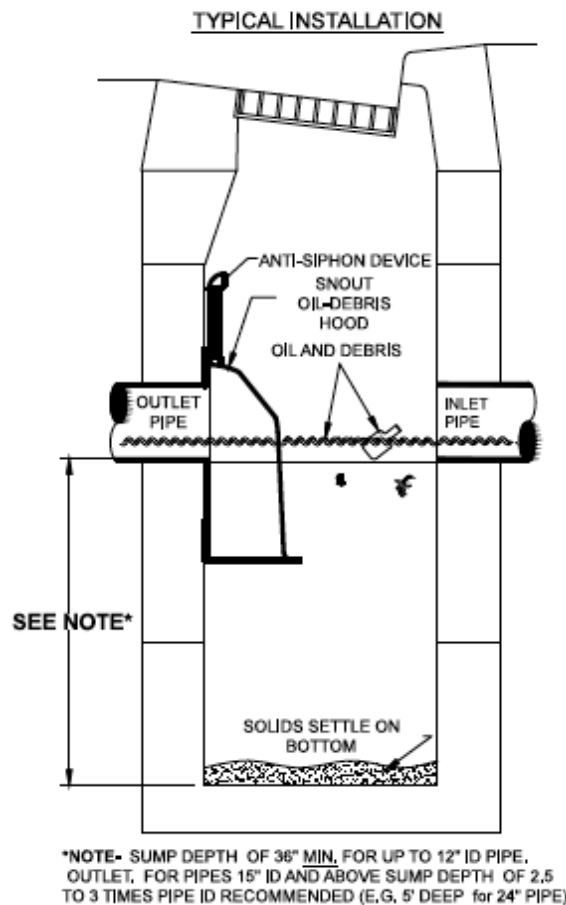 TYPICAL INSTALLATION
ANTI-SIPHON DEVICE
SNOUT
OIL-DEBRIS
HOOD
OIL AND DEBRIS
OUTLET
PIPE
INLET
PIPE
SEE NOTE*
SOLIDS SETTLE ON
BOTTOM
*NOTE- SUMP DEPTH OF 36" MIN. FOR UP TO 12" ID PIPE.
OUTLET. FOR PIPES 15" ID AND ABOVE SUMP DEPTH OF 2.5
TO 3 TIMES PIPE ID RECOMMENDED (E.G. 5' DEEP for 24" PIPE)